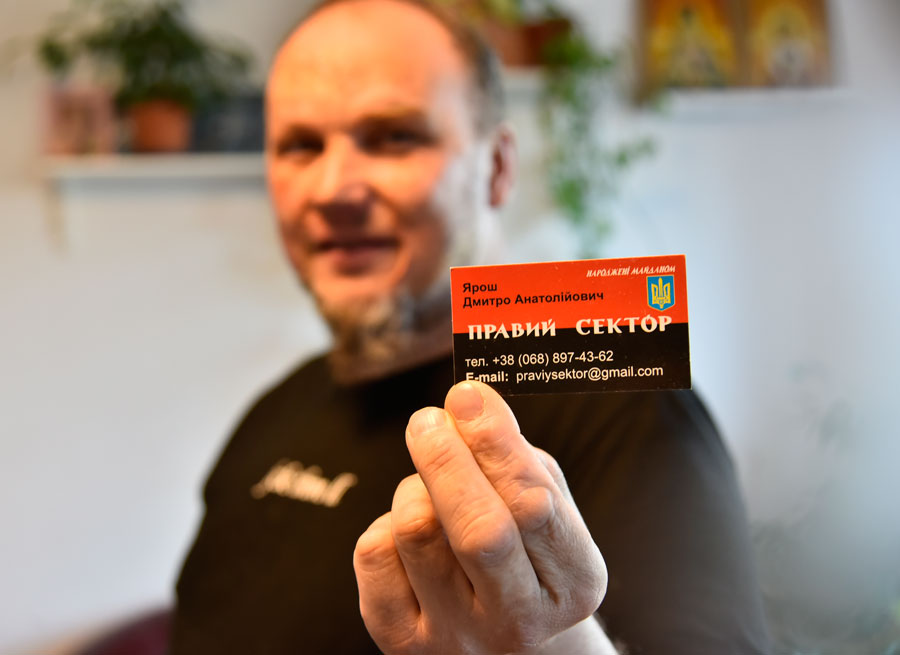 НАРОДЖЕНІ МАЙДАНОМ
Ярош
Дмитро Анатолійович
ПРАВИЙ СЕКТОР
тел. +38 (068) 897-43-62
E-mail: praviysektor@gmail.com